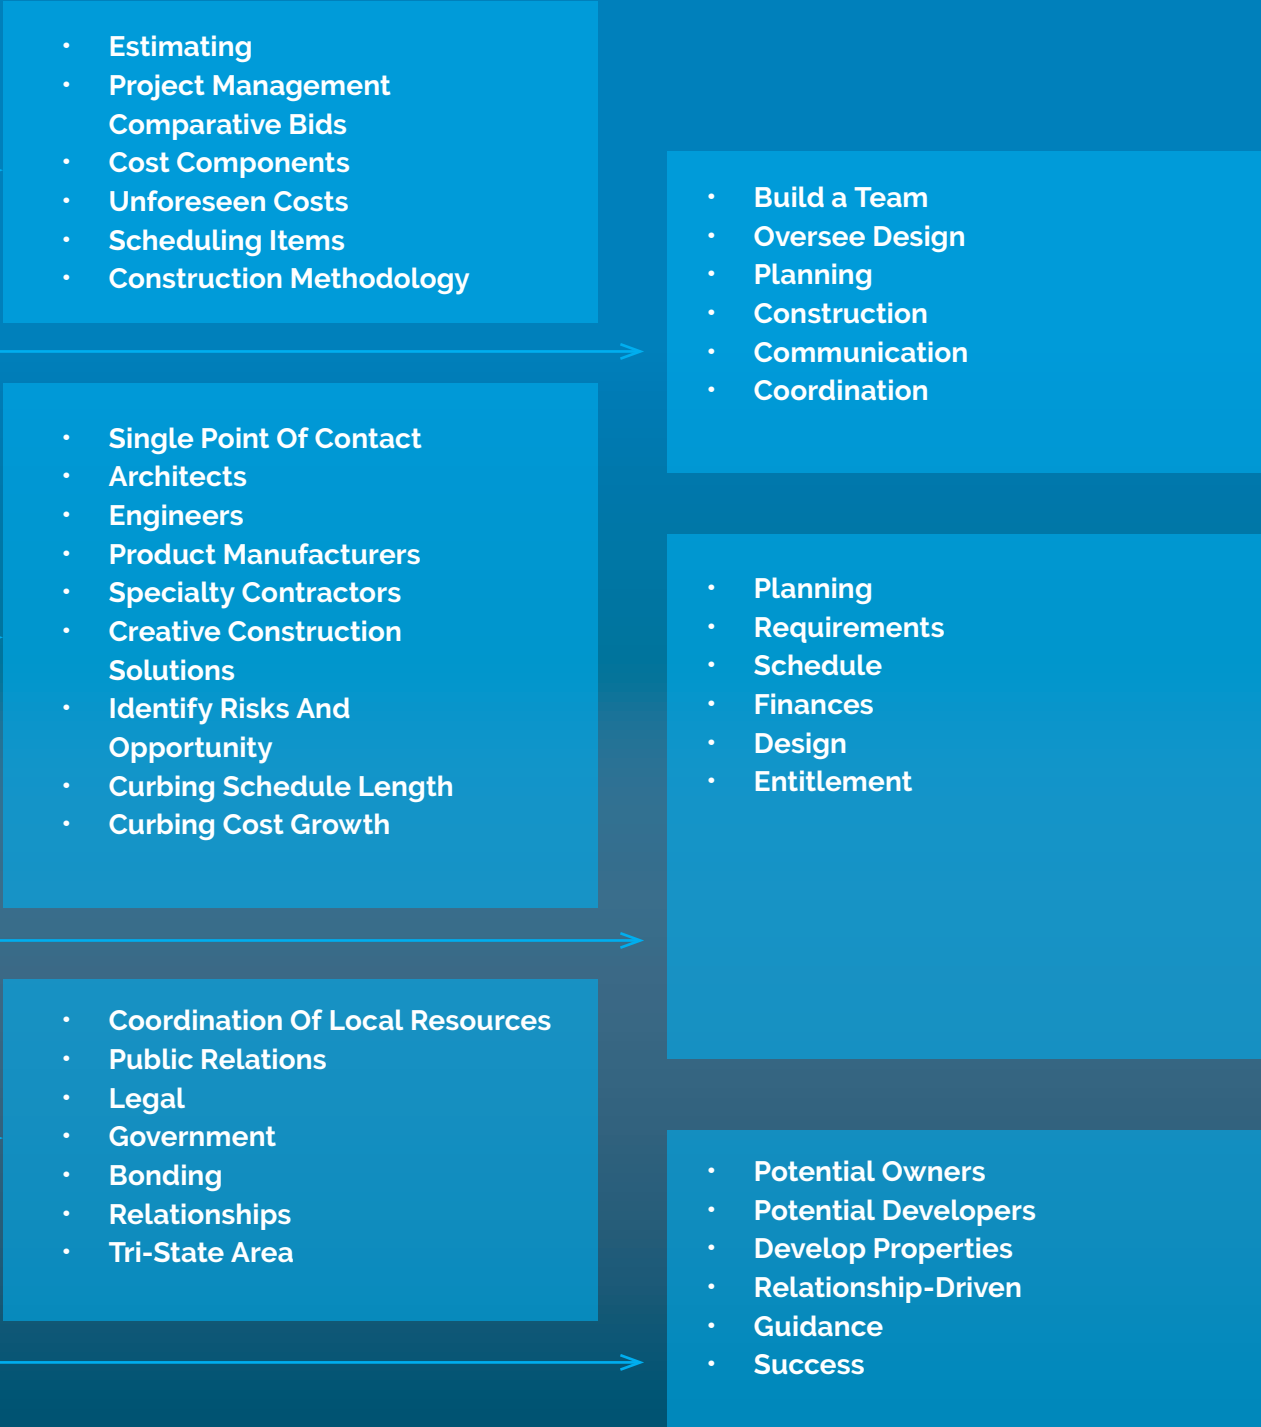 • Estimating
• Project Management
Comparative Bids
• Cost Components
• Unforeseen Costs
• Scheduling Items
• Construction Methodology
• Single Point Of Contact
• Architects
• Engineers
• Product Manufacturers
• Specialty Contractors
• Creative Construction
Solutions
• Identify Risks And
Opportunity
• Curbing Schedule Length
• Curbing Cost Growth
• Coordination Of Local Resources
• Public Relations
• Legal
• Government
• Bonding
• Relationships
• Tri-State Area
• Build a Team
• Oversee Design
• Planning
• Construction
• Communication
• Coordination
• Planning
• Requirements
• Schedule
• Finances
• Design
• Entitlement
• Potential Owners
• Potential Developers
• Develop Properties
• Relationship-Driven
• Guidance
• Success